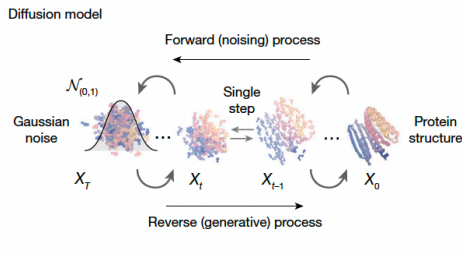 Diffusion model
Forward (noising) process
𝒩(0,1)
Gaussian
noise
...
Single
step
...
Protein
structure
X_T
X_t
X_t–1
X_0
Reverse (generative) process